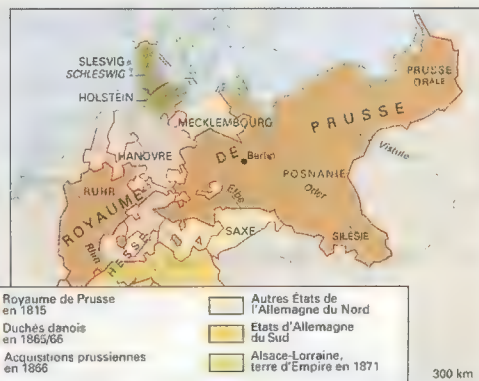 SLESVIG
SCHLESWIG
HOLSTEIN
MECKLEMBOURG
HANOVRE
PRUSSE
ORALE
ROYAUME DE PRUSSE
Berlin
Vistule
POSNANIE
Oder
RUHR
Elbe
Rhin
HESSE
SAXE
SILÉSIE
Royaume de Prusse
en 1815
Duchés danois
en 1865/66
Acquisitions prussiennes
en 1866
Autres États de
l'Allemagne du Nord
États d'Allemagne
du Sud
Alsace-Lorraine,
terre d'Empire en 1871
300 km